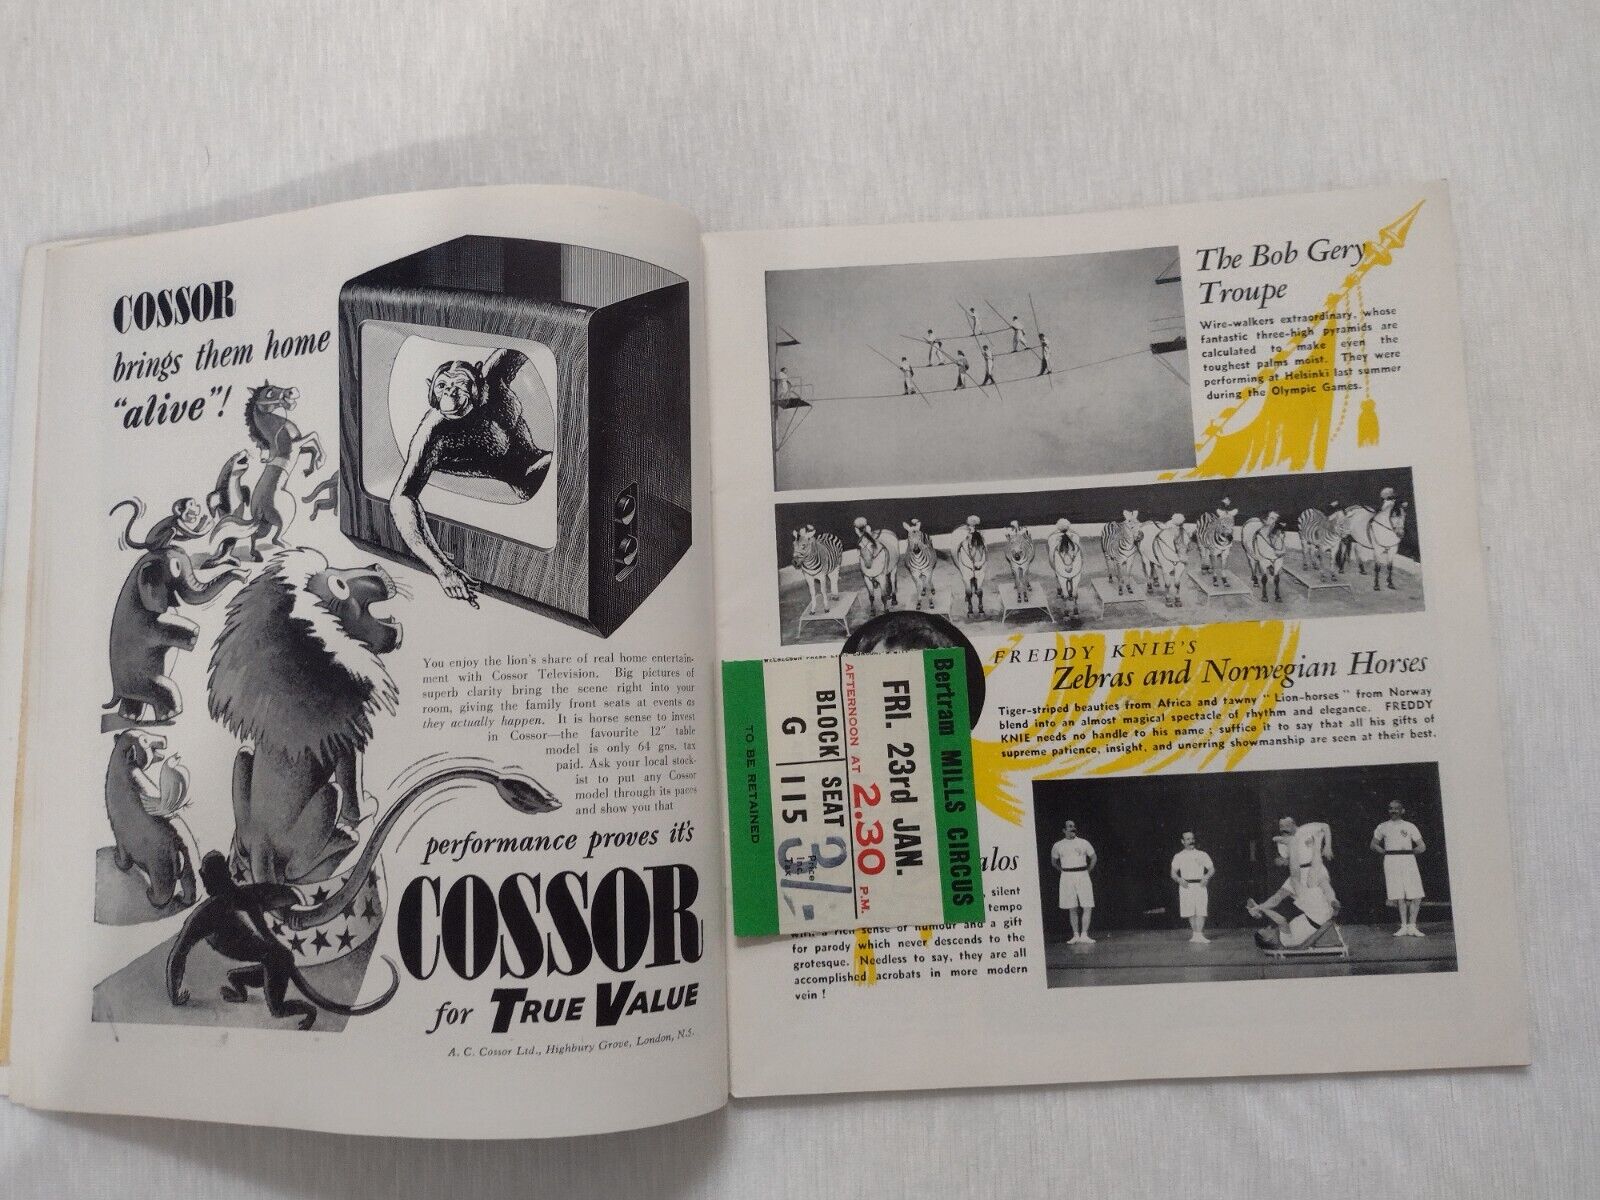 COSSOR
brings them home
"alive"!
You enjoy the lion's share of real home entertain-
ment with Cossor Television. Big pictures of
superb clarity bring the scene right into your
room, giving the family front seats at events as
they actually happen. It is horse sense to invest
in Cossor—the favourite 12" table
model is only 64 gns. tax
paid. Ask your local stock-
ist to put any Cossor
model through its paces
and show you that
performance proves it's
COSSOR
for TRUE VALUE
A. C. Cossor Ltd., Highbury Grove, London, N.5.
The Bob Gery
Troupe
Wire-walkers extraordinary, whose
fantastic three-high pyramids are
calculated to make even the
toughest palms moist. They were
performing at Helsinki last summer
during the Olympic Games.
FREDDY KNIE'S
Zebras and Norwegian Horses
Tiger-striped beauties from Africa and tawny "Lion-horses" from Norway
blend into an almost magical spectacle of rhythm and elegance. FREDDY
KNIE needs no handle to his name; suffice it to say that all his gifts of
supreme patience, insight, and unerring showmanship are seen at their best.
Bertram MILLS CIRCUS
FRI. 23rd JAN.
AFTERNOON AT 2.30 P.M.
BLOCK SEAT
G 115
Price
Inc.
Tax
3/-
TO BE RETAINED
alos
silent
tempo
with a rich sense of humour and a gift
for parody which never descends to the
grotesque. Needless to say, they are all
accomplished acrobats in more modern
vein!